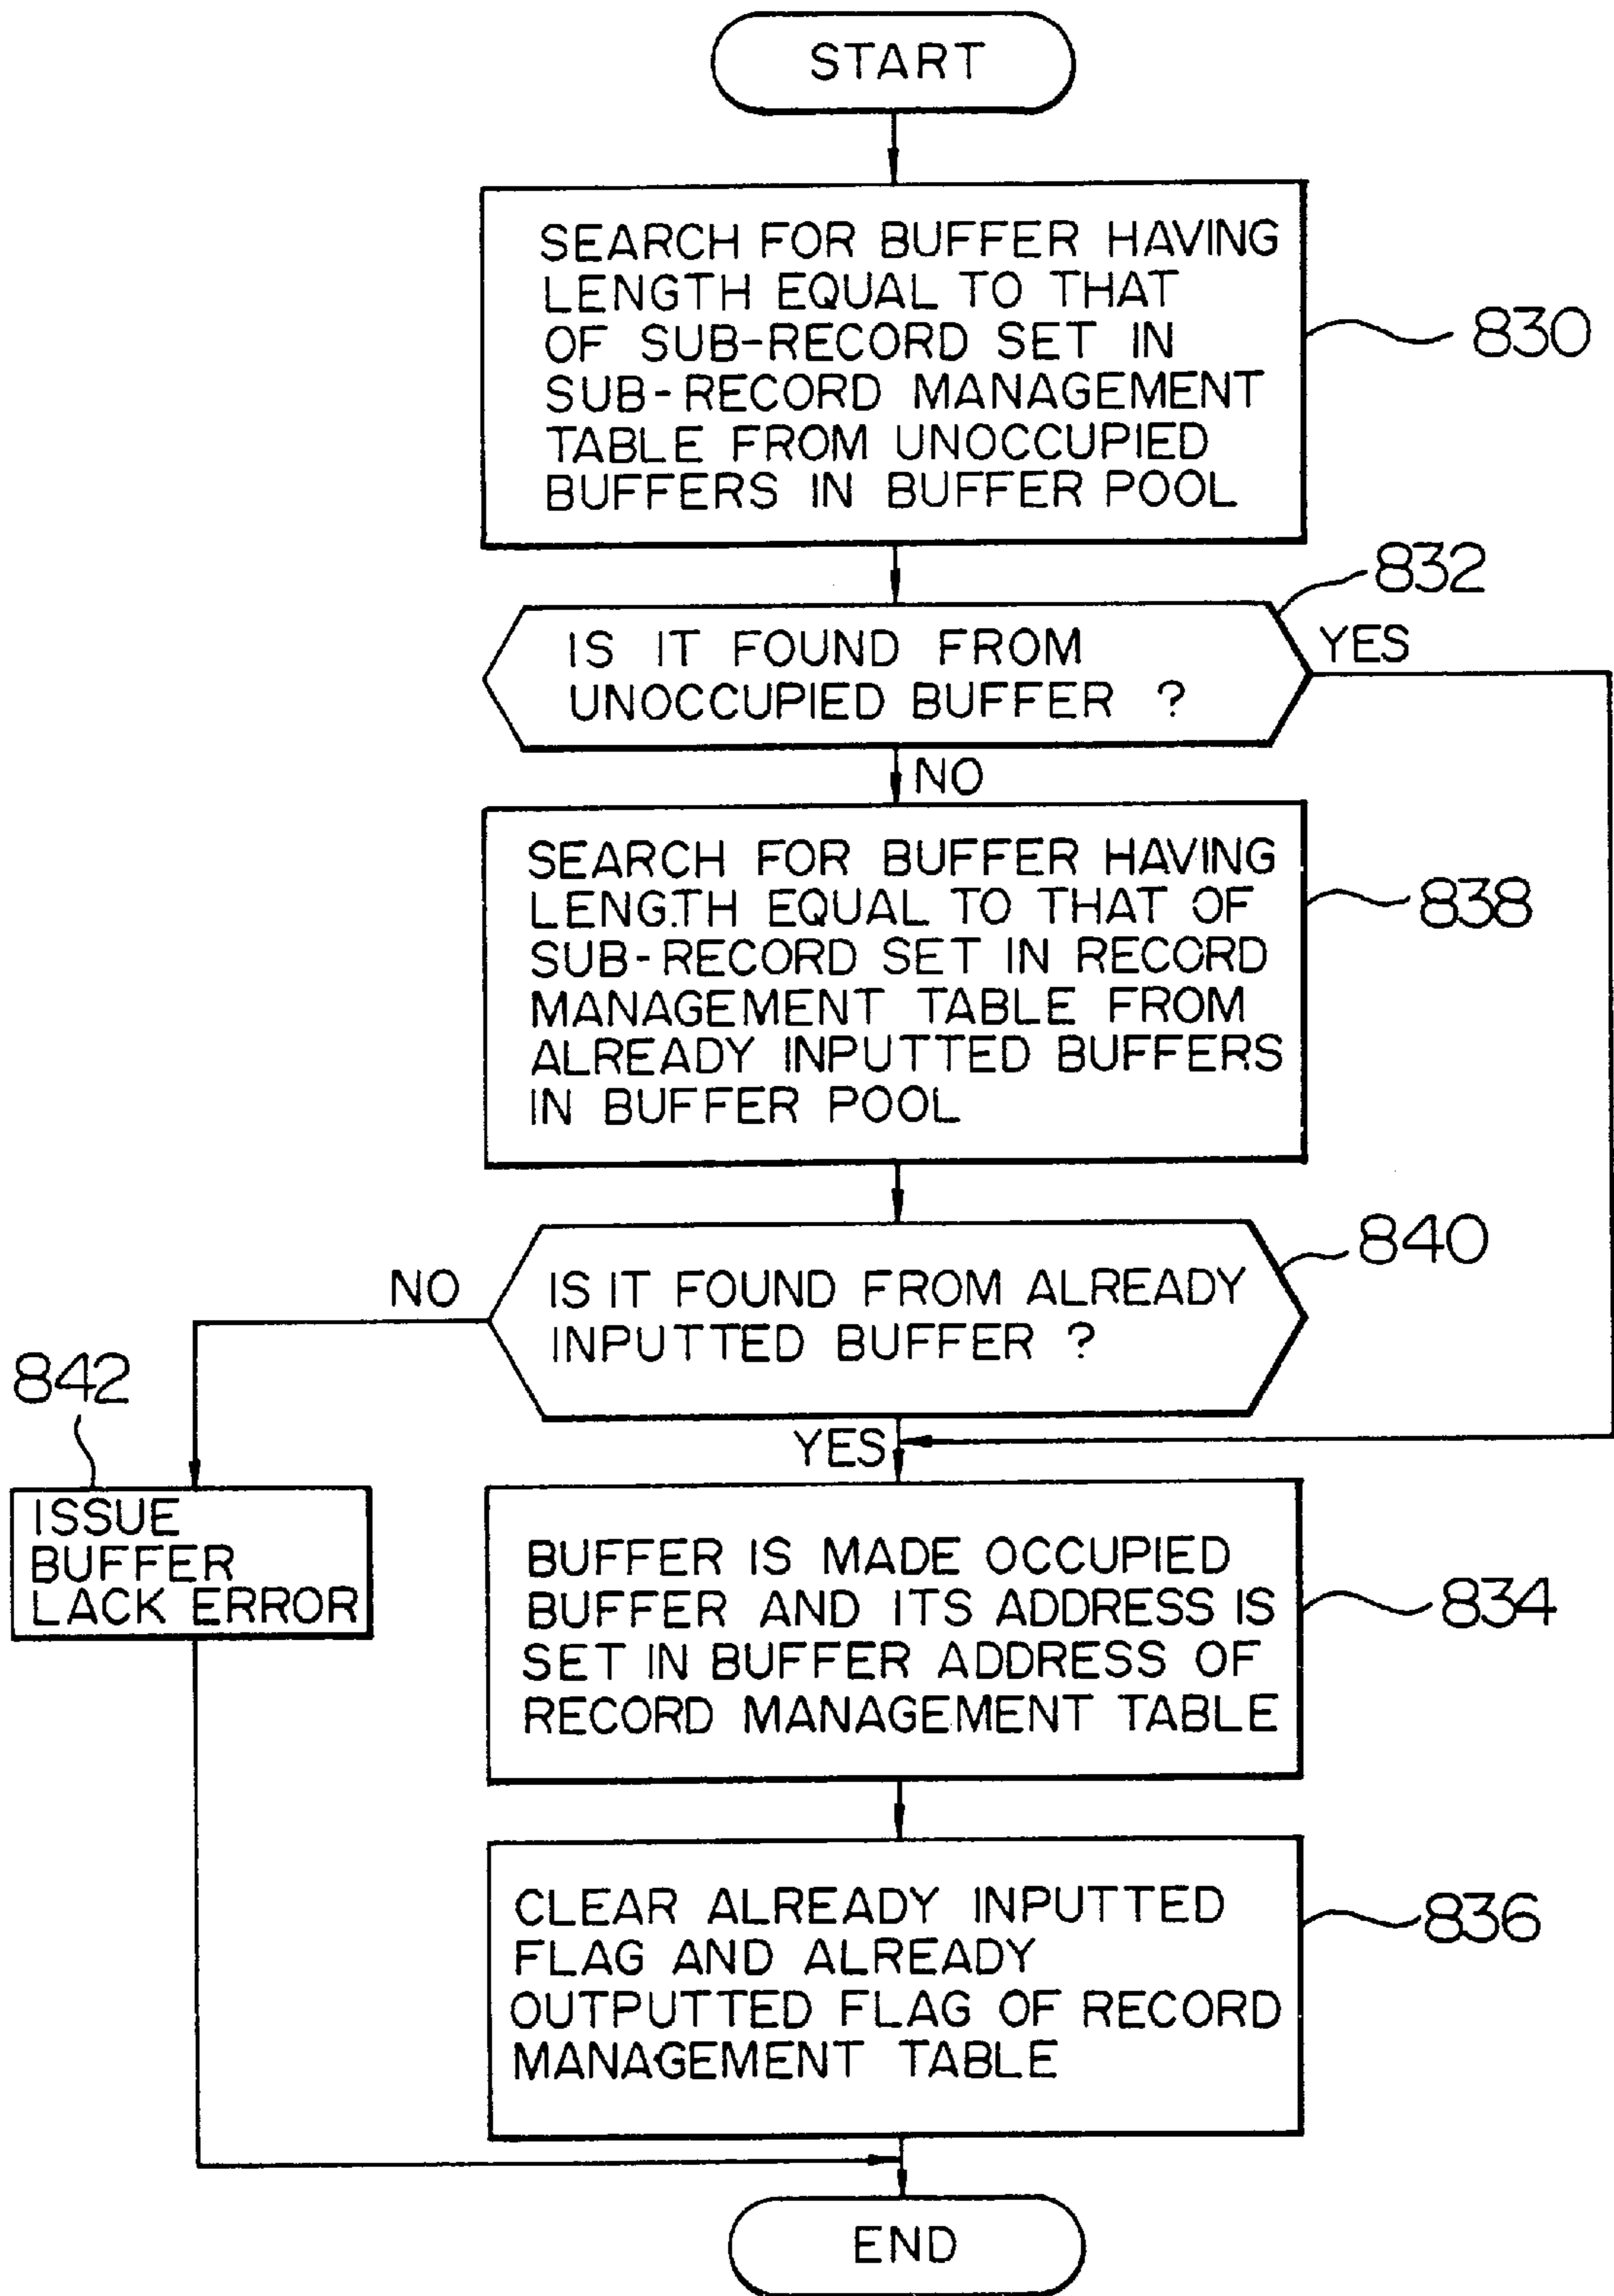 START
SEARCH FOR BUFFER HAVING
LENGTH EQUAL TO THAT
OF SUB-RECORD SET IN
SUB-RECORD MANAGEMENT
TABLE FROM UNOCCUPIED
BUFFERS IN BUFFER POOL
830
832
IS IT FOUND FROM
UNOCCUPIED BUFFER ?
YES
NO
SEARCH FOR BUFFER HAVING
LENGTH EQUAL TO THAT OF
SUB-RECORD SET IN RECORD
MANAGEMENT TABLE FROM
ALREADY INPUTTED BUFFERS
IN BUFFER POOL
838
840
NO
IS IT FOUND FROM ALREADY
INPUTTED BUFFER ?
YES
842
ISSUE
BUFFER
LACK ERROR
BUFFER IS MADE OCCUPIED
BUFFER AND ITS ADDRESS IS
SET IN BUFFER ADDRESS OF
RECORD MANAGEMENT TABLE
834
CLEAR ALREADY INPUTTED
FLAG AND ALREADY
OUTPUTTED FLAG OF RECORD
MANAGEMENT TABLE
836
END